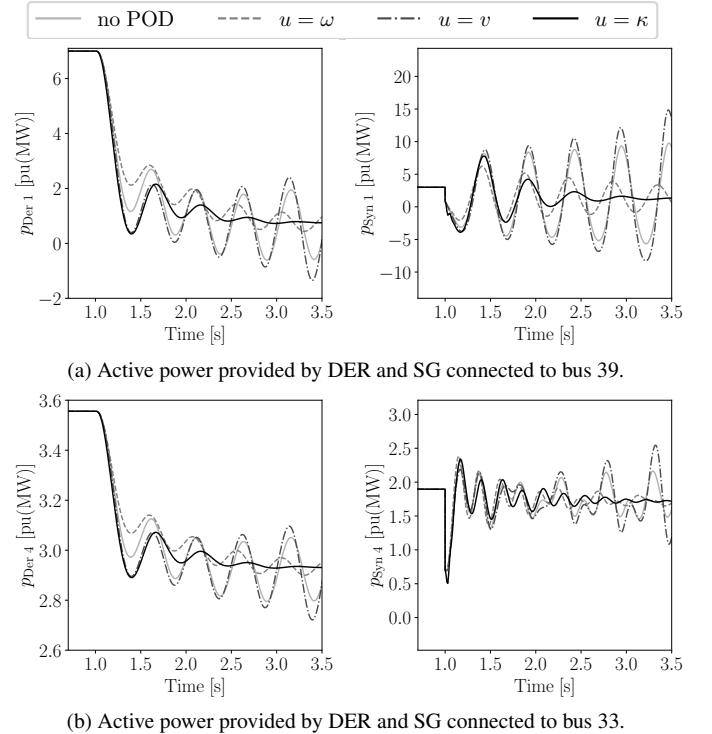 no POD u = ω u = v u = κ
6
4
2
0
−2
p_Der 1 [pu(MW)]
1.0 1.5 2.0 2.5 3.0 3.5
Time [s]
20
15
10
5
0
−5
−10
p_Syn 1 [pu(MW)]
1.0 1.5 2.0 2.5 3.0 3.5
Time [s]
(a) Active power provided by DER and SG connected to bus 39.
3.6
3.4
3.2
3.0
2.8
2.6
p_Der 4 [pu(MW)]
1.0 1.5 2.0 2.5 3.0 3.5
Time [s]
3.0
2.5
2.0
1.5
1.0
0.5
0.0
p_Syn 4 [pu(MW)]
1.0 1.5 2.0 2.5 3.0 3.5
Time [s]
(b) Active power provided by DER and SG connected to bus 33.